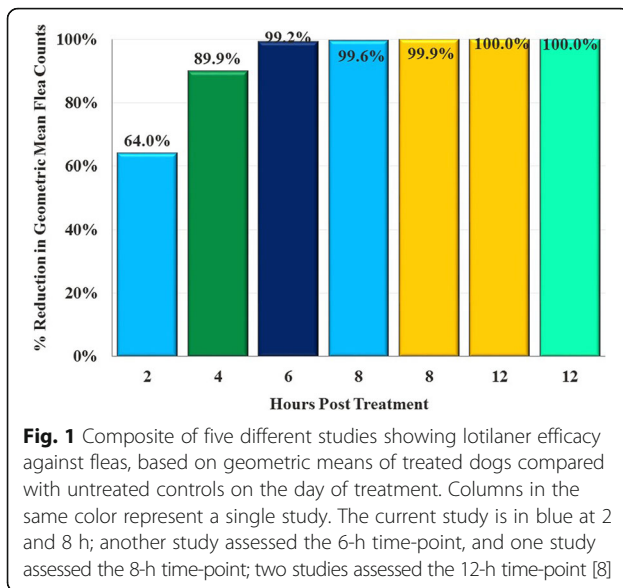 % Reduction in Geometric Mean Flea Counts
100%
80%
60%
40%
20%
0%
64.0%
89.9%
99.2%
99.6%
99.9%
100.0%
100.0%
2 4 6 8 8 12 12
Hours Post Treatment
Fig. 1 Composite of five different studies showing lotilaner efficacy
against fleas, based on geometric means of treated dogs compared
with untreated controls on the day of treatment. Columns in the
same color represent a single study. The current study is in blue at 2
and 8 h; another study assessed the 6-h time-point, and one study
assessed the 8-h time-point; two studies assessed the 12-h time-point [8]